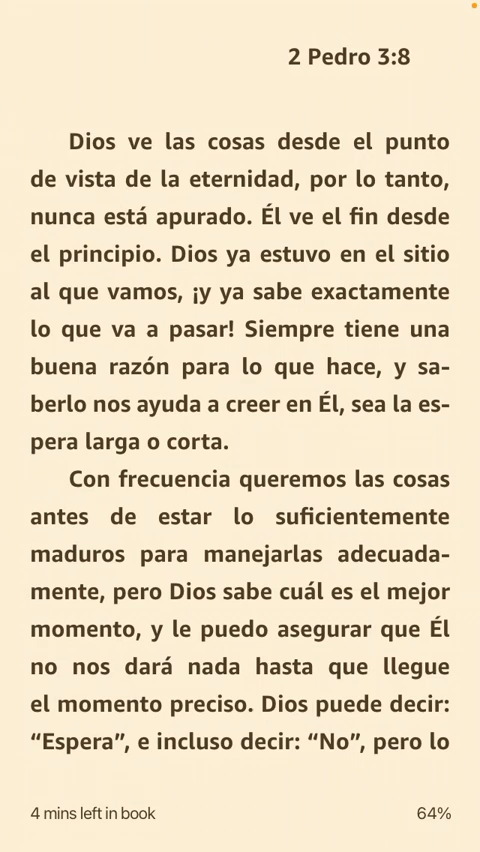 2 Pedro 3:8
Dios ve las cosas desde el punto
de vista de la eternidad, por lo tanto,
nunca está apurado. Él ve el fin desde
el principio. Dios ya estuvo en el sitio
al que vamos, ¡y ya sabe exactamente
lo que va a pasar! Siempre tiene una
buena razón para lo que hace, y sa-
berlo nos ayuda a creer en Él, sea la es-
pera larga o corta.
Con frecuencia queremos las cosas
antes de estar lo suficientemente
maduros para manejarlas adecuada-
mente, pero Dios sabe cuál es el mejor
momento, y le puedo asegurar que Él
no nos dará nada hasta que llegue
el momento preciso. Dios puede decir:
“Espera”, e incluso decir: “No”, pero lo
4 mins left in book 64%